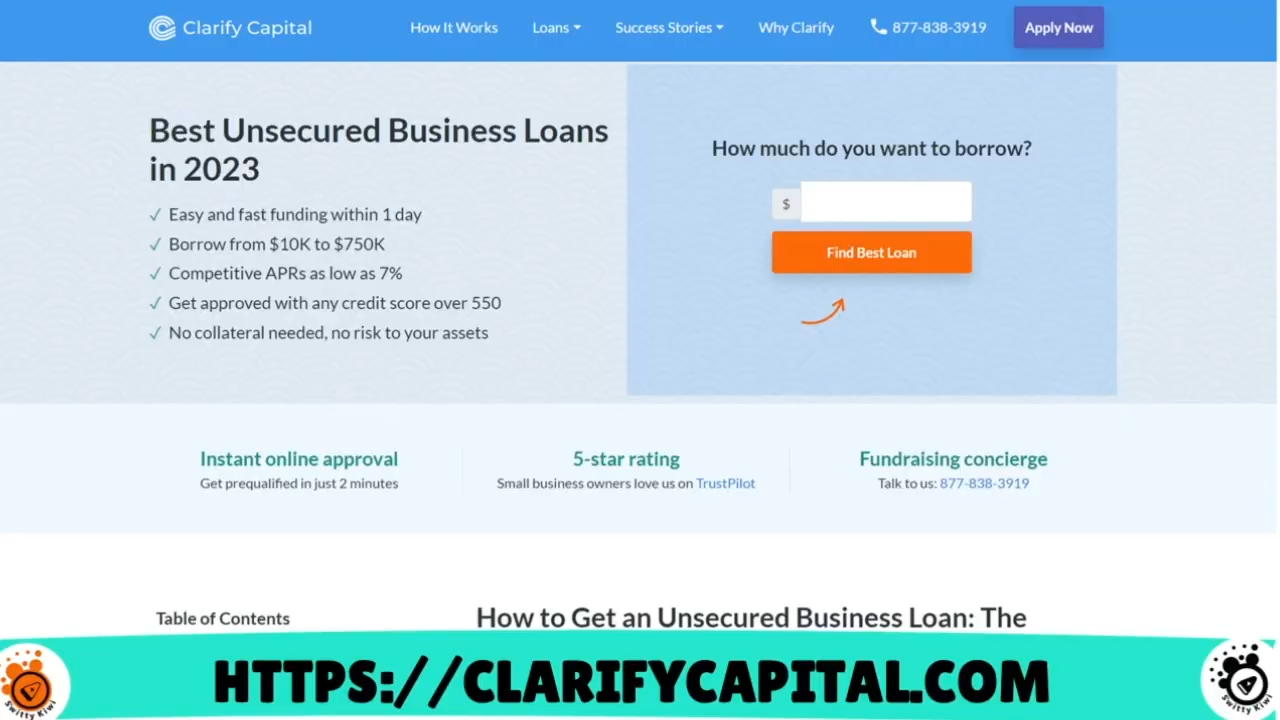 Clarify Capital
How It Works
Loans
Success Stories
Why Clarify
877-838-3919
Apply Now
Best Unsecured Business Loans
in 2023
✓ Easy and fast funding within 1 day
✓ Borrow from $10K to $750K
✓ Competitive APRs as low as 7%
✓ Get approved with any credit score over 550
✓ No collateral needed, no risk to your assets
How much do you want to borrow?
$
Find Best Loan
Instant online approval
Get prequalified in just 2 minutes
5-star rating
Small business owners love us on TrustPilot
Fundraising concierge
Talk to us: 877-838-3919
Table of Contents
How to Get an Unsecured Business Loan: The
HTTPS://CLARIFYCAPITAL.COM
Switty Kiwi
Switty Kiwi